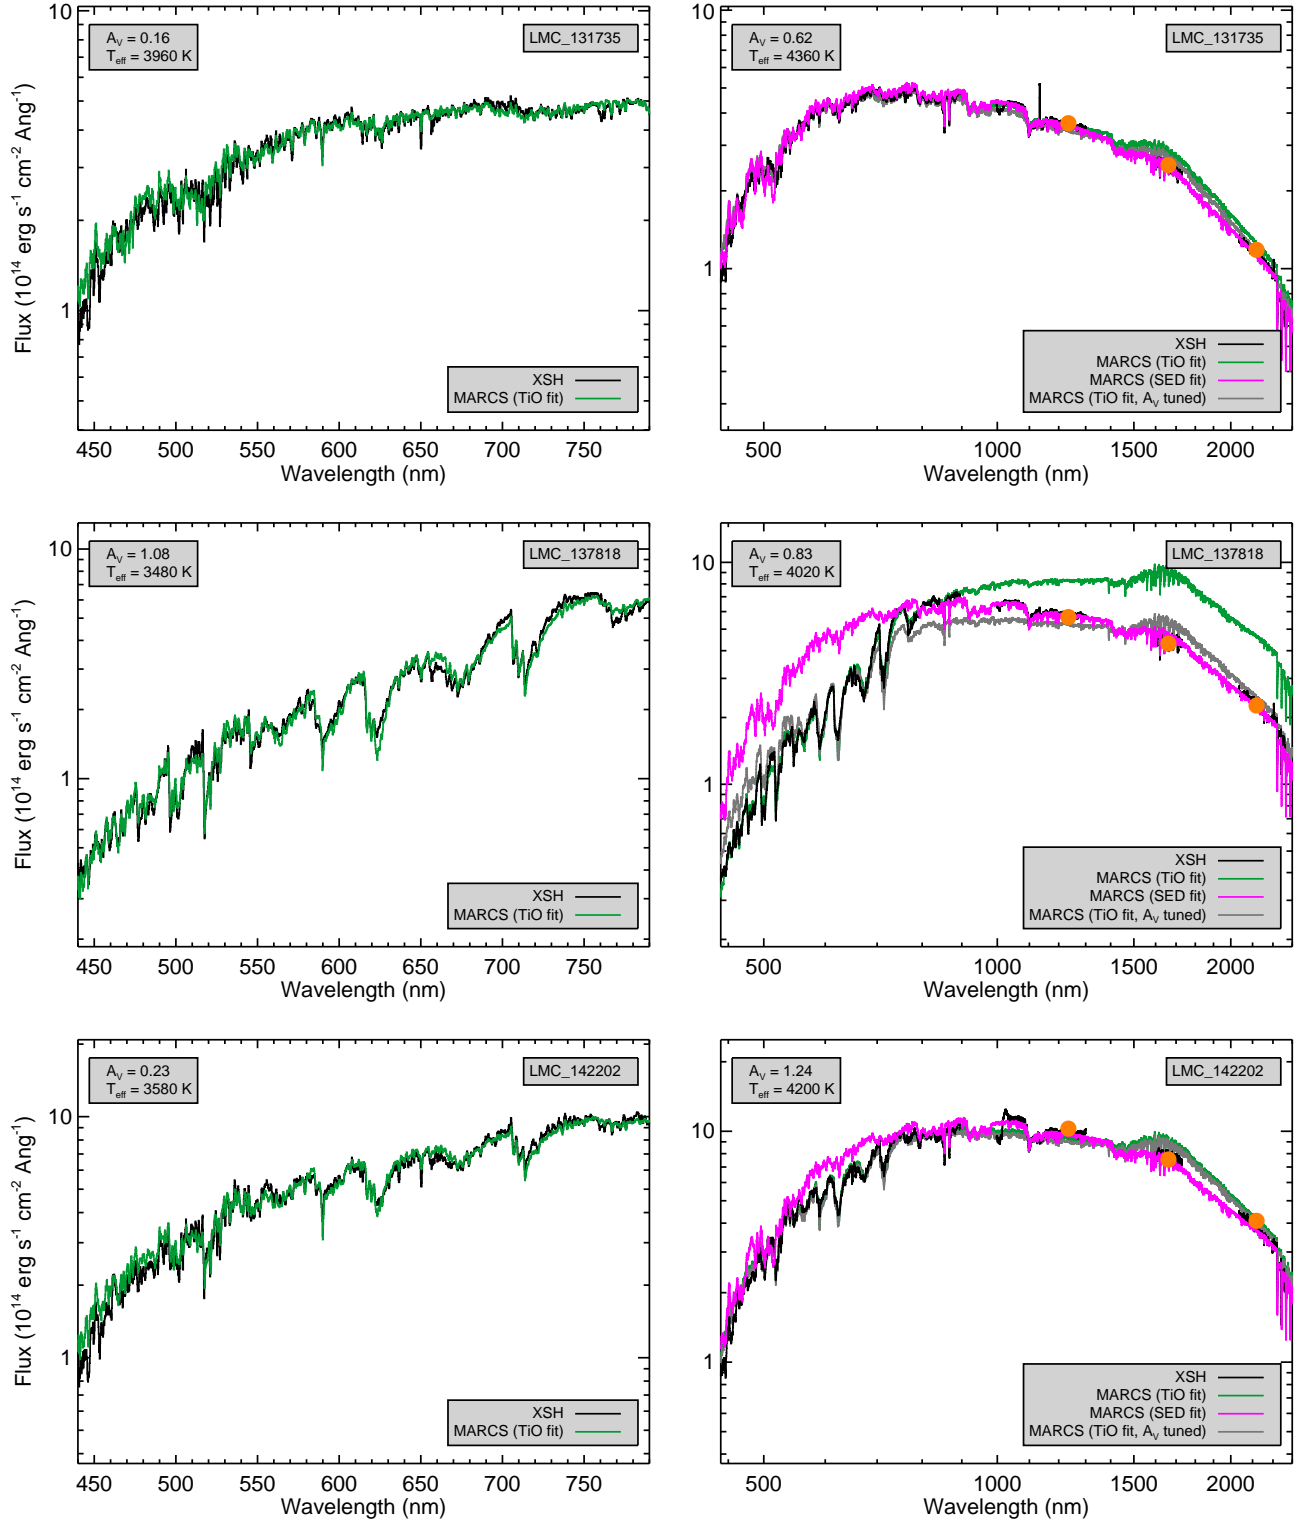 A_V = 0.16
T_eff = 3960 K
LMC_131735
10
1
Flux (10^14 erg s^-1 cm^-2 Ang^-1)
XSH
MARCS (TiO fit)
450 500 550 600 650 700 750
Wavelength (nm)
A_V = 0.62
T_eff = 4360 K
LMC_131735
10
1
XSH
MARCS (TiO fit)
MARCS (SED fit)
MARCS (TiO fit, A_V tuned)
500 1000 1500 2000
Wavelength (nm)
A_V = 1.08
T_eff = 3480 K
LMC_137818
10
1
Flux (10^14 erg s^-1 cm^-2 Ang^-1)
XSH
MARCS (TiO fit)
450 500 550 600 650 700 750
Wavelength (nm)
A_V = 0.83
T_eff = 4020 K
LMC_137818
10
1
XSH
MARCS (TiO fit)
MARCS (SED fit)
MARCS (TiO fit, A_V tuned)
500 1000 1500 2000
Wavelength (nm)
A_V = 0.23
T_eff = 3580 K
LMC_142202
10
1
Flux (10^14 erg s^-1 cm^-2 Ang^-1)
XSH
MARCS (TiO fit)
450 500 550 600 650 700 750
Wavelength (nm)
A_V = 1.24
T_eff = 4200 K
LMC_142202
10
1
XSH
MARCS (TiO fit)
MARCS (SED fit)
MARCS (TiO fit, A_V tuned)
500 1000 1500 2000
Wavelength (nm)